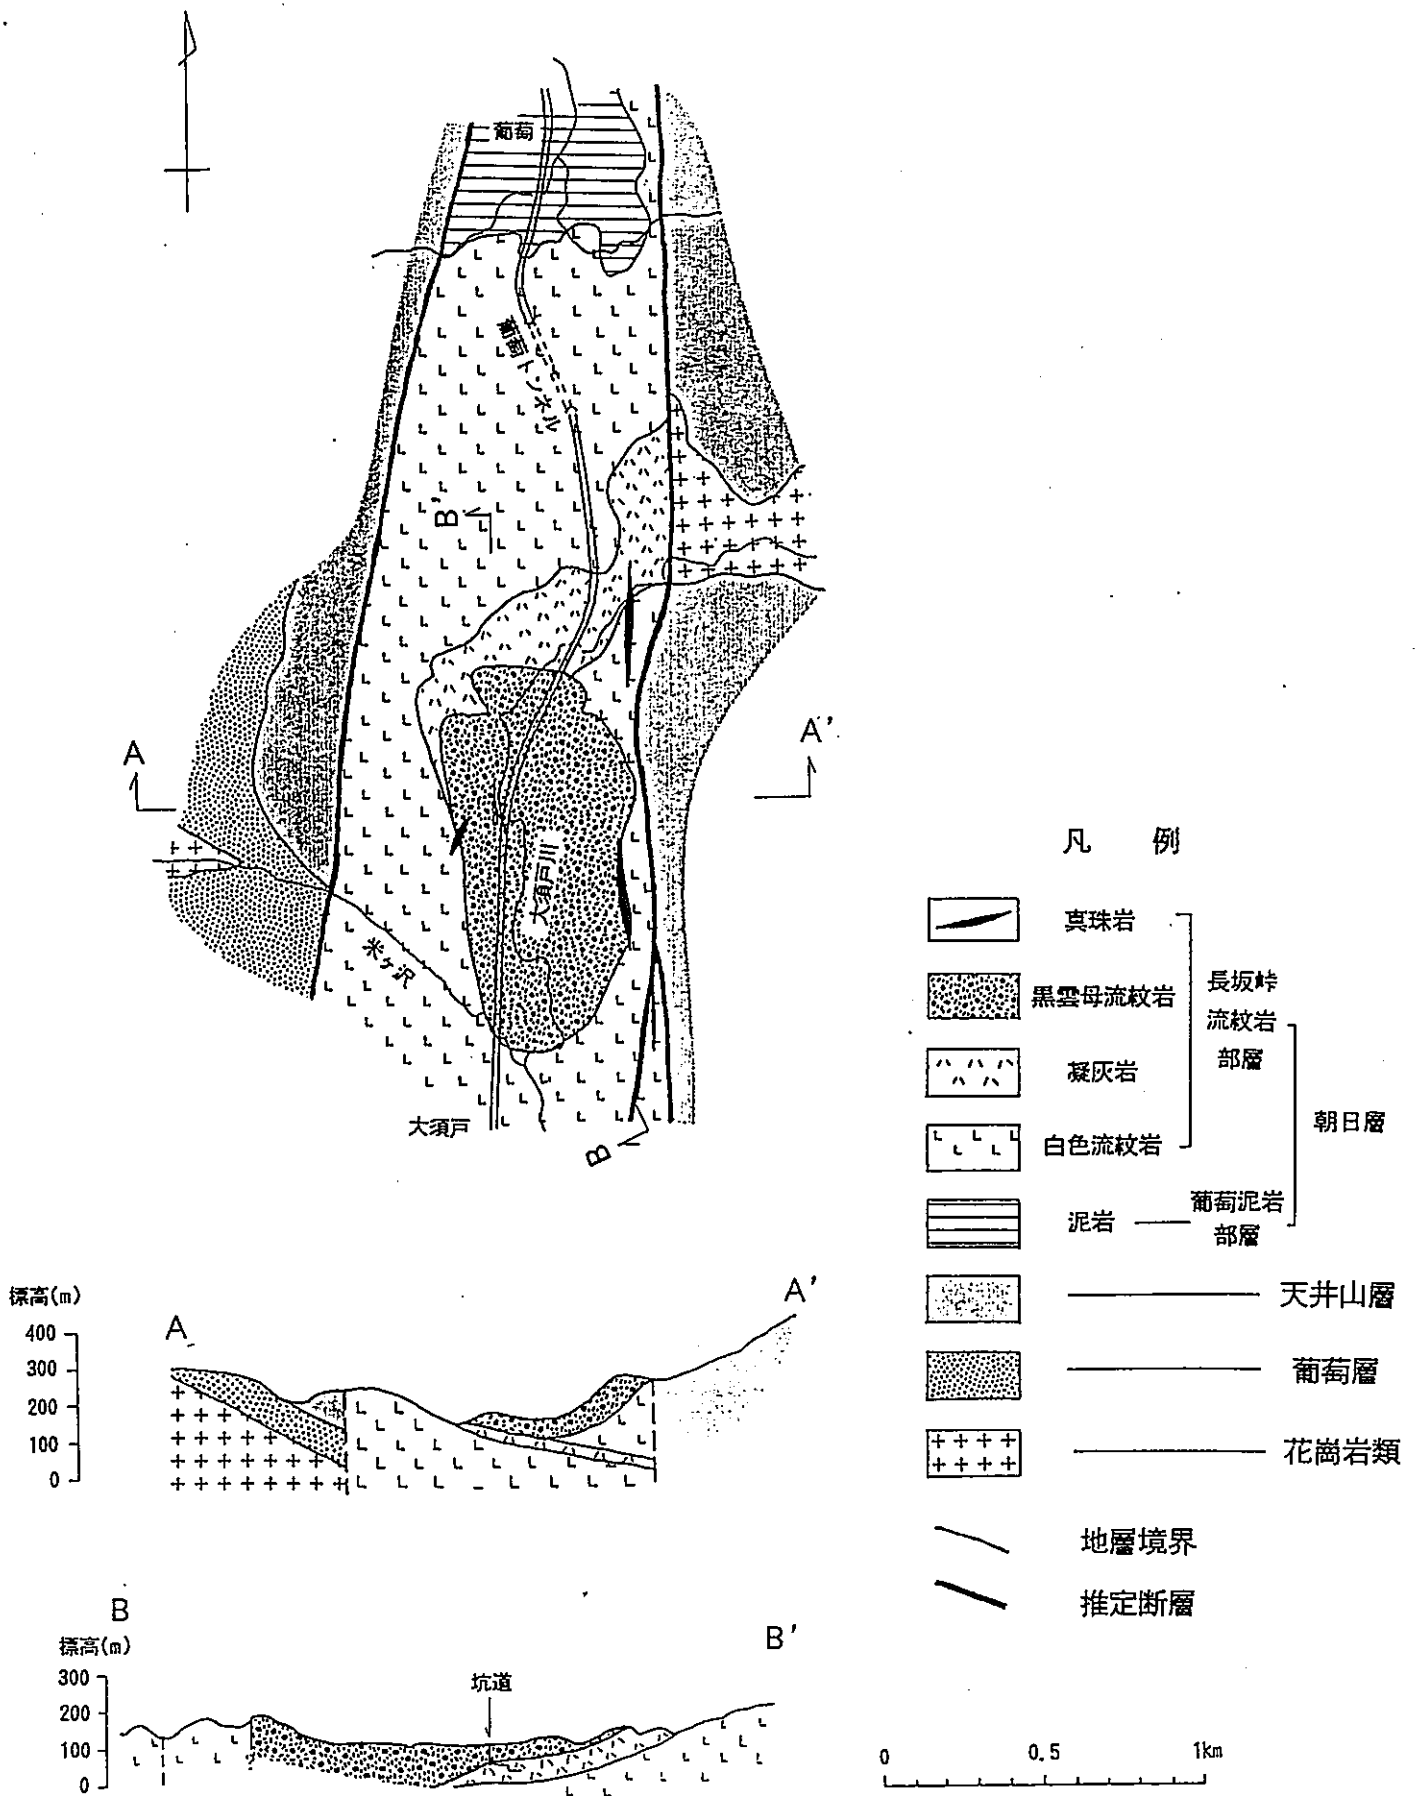 葡萄
葡萄トンネル
B'
A
A'
大須戸川
米ヶ沢
大須戸
B
凡 例
真珠岩
黒雲母流紋岩
凝灰岩
白色流紋岩
泥岩
長坂峠
流紋岩
部層
葡萄泥岩
部層
朝日層
天井山層
葡萄層
花崗岩類
地層境界
推定断層
標高(m)
400
300
200
100
0
A
A'
B
標高(m)
300
200
100
0
坑道
B'
0
0.5
1km